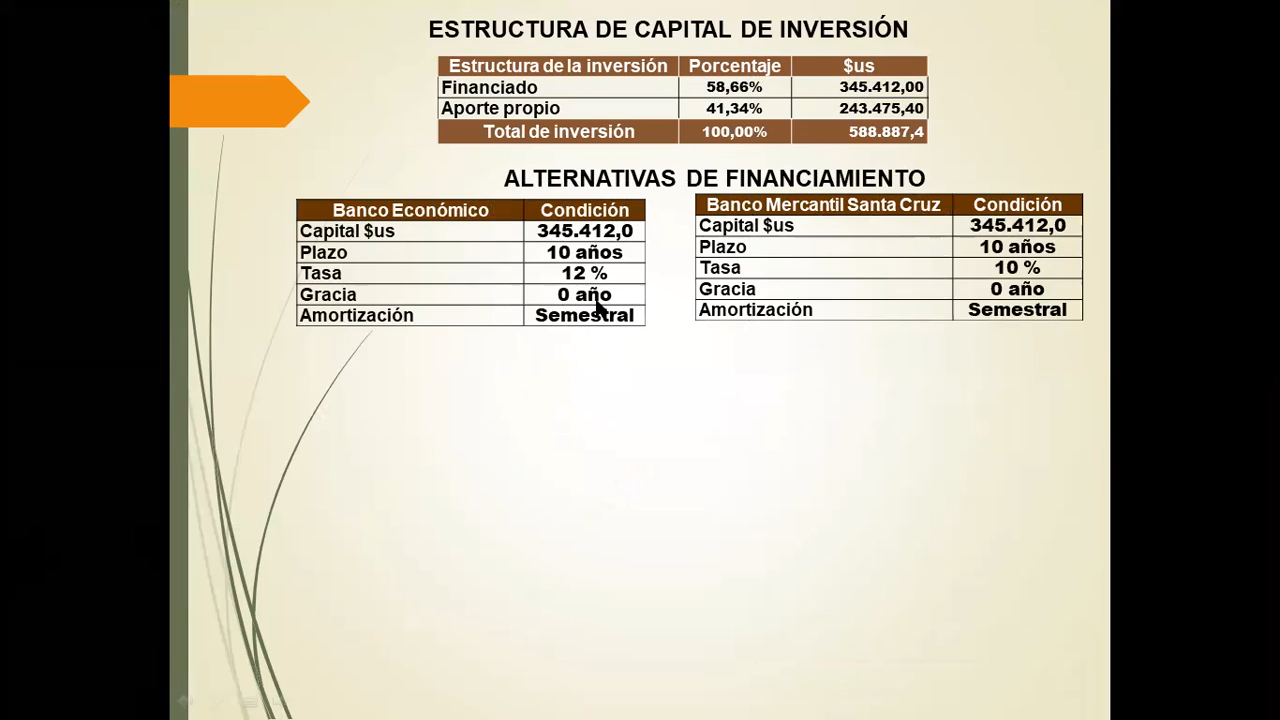 ESTRUCTURA DE CAPITAL DE INVERSIÓN
Estructura de la inversión Porcentaje $us
Financiado 58,66% 345.412,00
Aporte propio 41,34% 243.475,40
Total de inversión 100,00% 588.887,4
ALTERNATIVAS DE FINANCIAMIENTO
Banco Económico Condición
Capital $us 345.412,0
Plazo 10 años
Tasa 12 %
Gracia 0 año
Amortización Semestral
Banco Mercantil Santa Cruz Condición
Capital $us 345.412,0
Plazo 10 años
Tasa 10 %
Gracia 0 año
Amortización Semestral